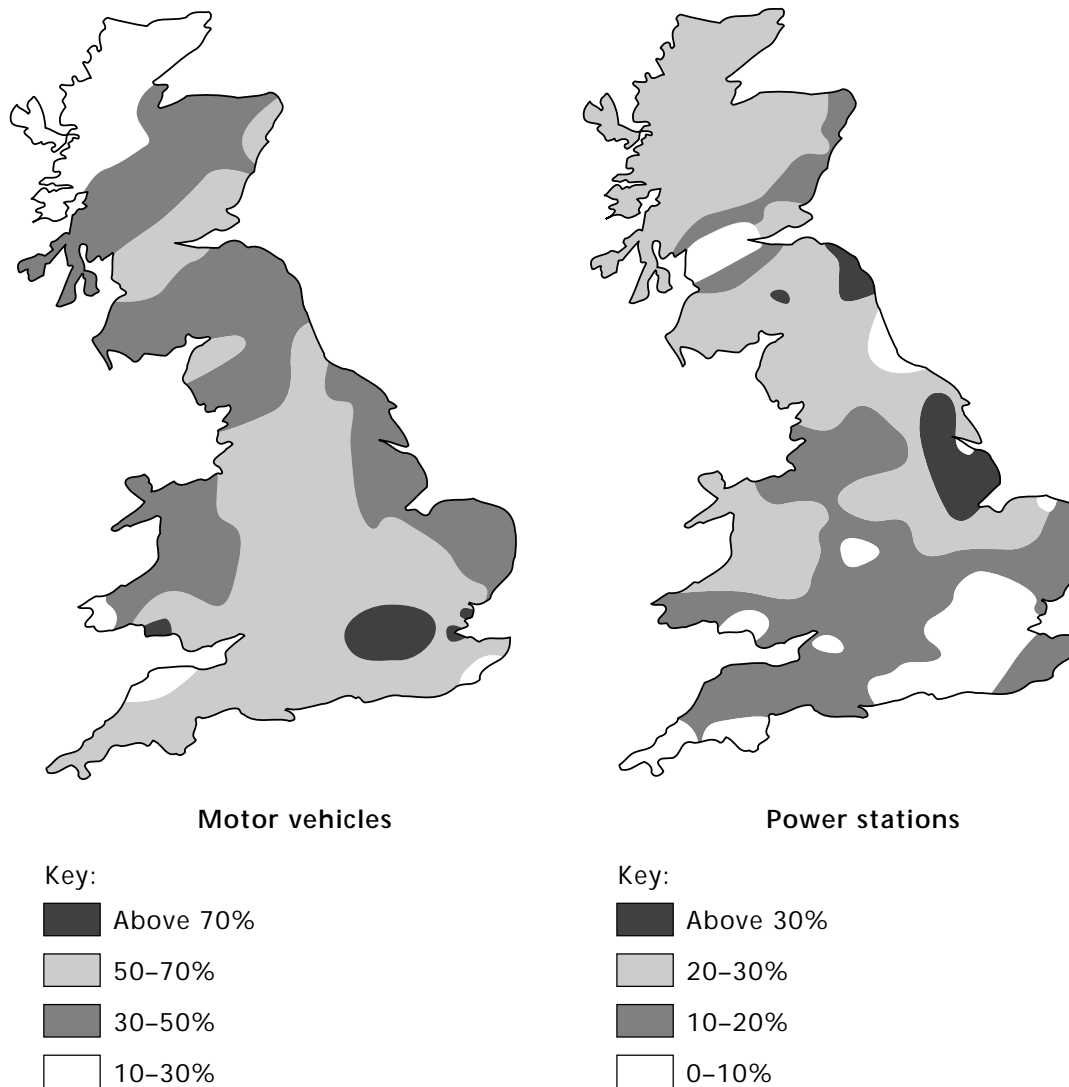 Motor vehicles
Key:
Above 70%
50–70%
30–50%
10–30%
Power stations
Key:
Above 30%
20–30%
10–20%
0–10%